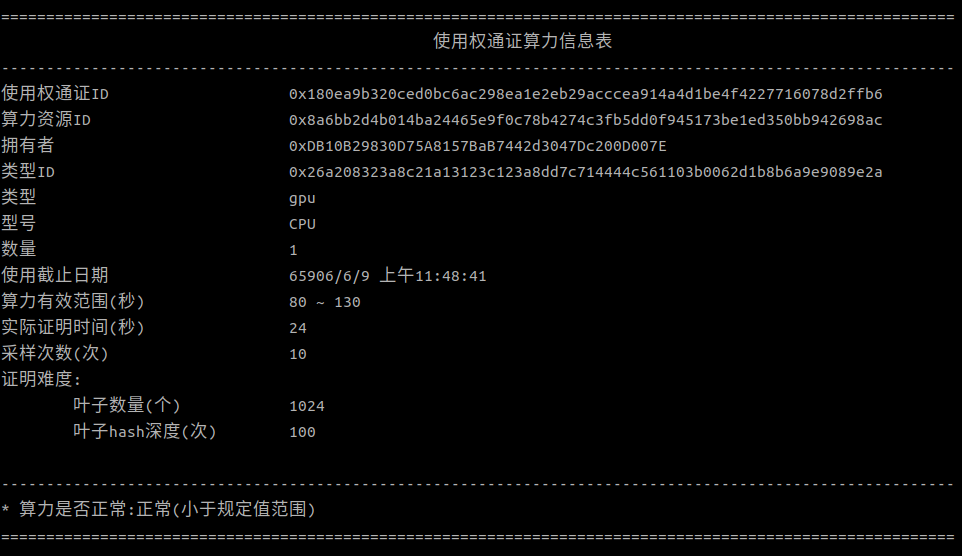 ================================================================================================================
使用权通证算力信息表
----------------------------------------------------------------------------------------------------------------
使用权通证ID 0x180ea9b320ced0bc6ac298ea1e2eb29acccea914a4d1be4f4227716078d2ffb6
算力资源ID 0x8a6bb2d4b014ba24465e9f0c78b4274c3fb5dd0f945173be1ed350bb942698ac
拥有者 0xDB10B29830D75A8157BaB7442d3047Dc200D007E
类型ID 0x26a208323a8c21a13123c123a8dd7c714444c561103b0062d1b8b6a9e9089e2a
类型 gpu
型号 CPU
数量 1
使用截止日期 65906/6/9 上午11:48:41
算力有效范围(秒) 80 ~ 130
实际证明时间(秒) 24
采样次数(次) 10
证明难度:
叶子数量(个) 1024
叶子hash深度(次) 100
----------------------------------------------------------------------------------------------------------------
* 算力是否正常:正常(小于规定值范围)
================================================================================================================